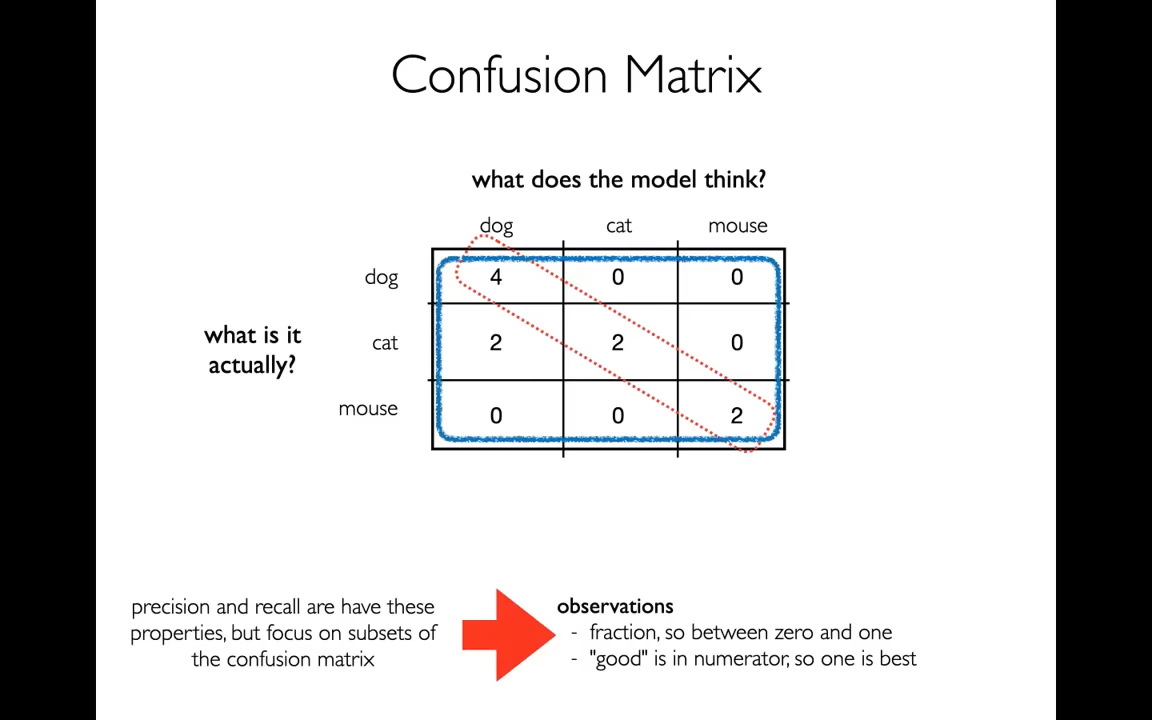 Confusion Matrix
what does the model think?
dog cat mouse
dog 4 0 0
what is it
actually?
cat 2 2 0
mouse 0 0 2
precision and recall are have these
properties, but focus on subsets of
the confusion matrix
observations
- fraction, so between zero and one
- "good" is in numerator, so one is best